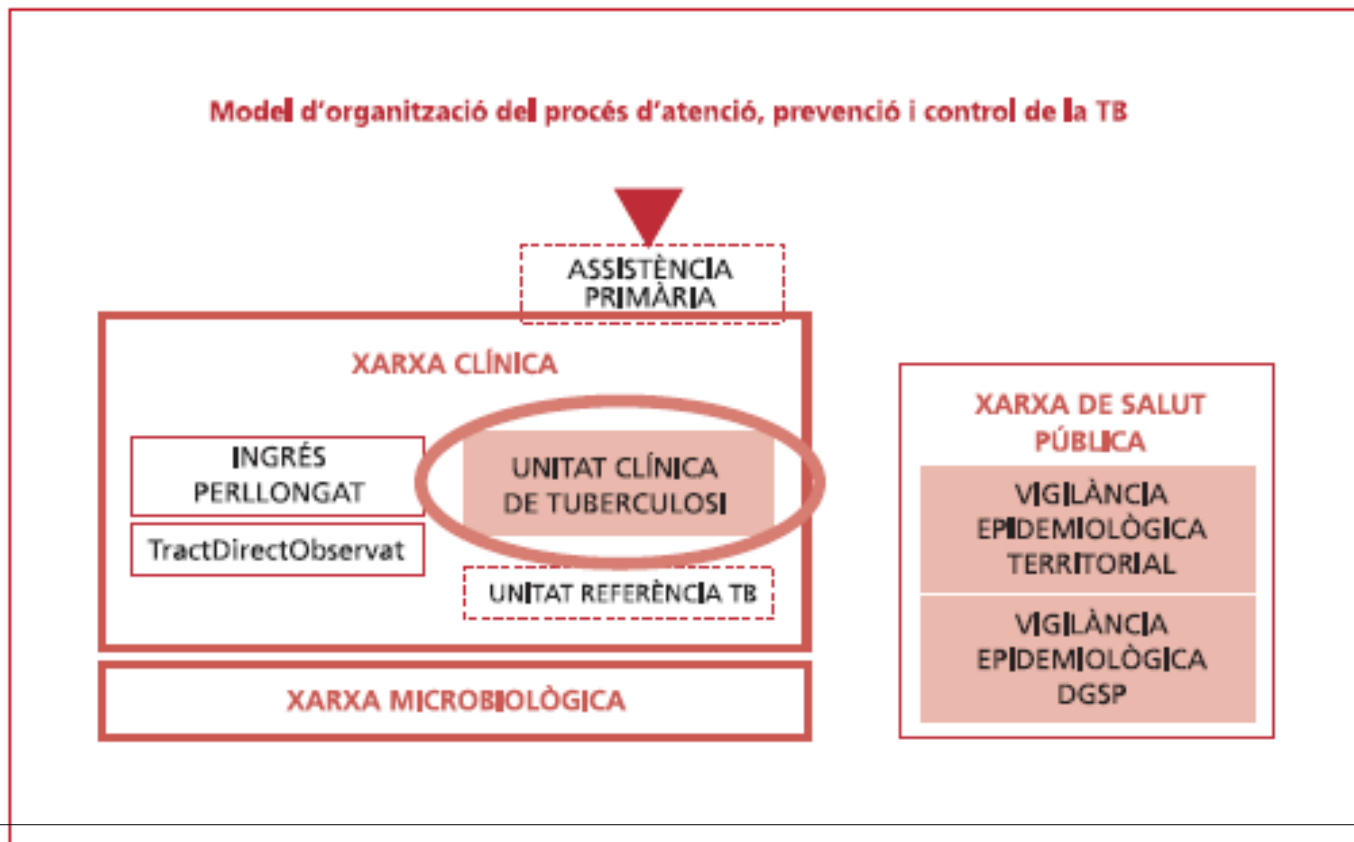 Model d'organització del procés d'atenció, prevenció i control de la TB
ASSISTÈNCIA
PRIMÀRIA
XARXA CLÍNICA
INGRÉS
PERLLONGAT
TractDirectObservat
UNITAT CLÍNICA
DE TUBERCULOSI
UNITAT REFERÈNCIA TB
XARXA MICROBIOLÒGICA
XARXA DE SALUT
PÚBLICA
VIGILÀNCIA
EPIDEMIOLÒGICA
TERRITORIAL
VIGILÀNCIA
EPIDEMIOLÒGICA
DGSP